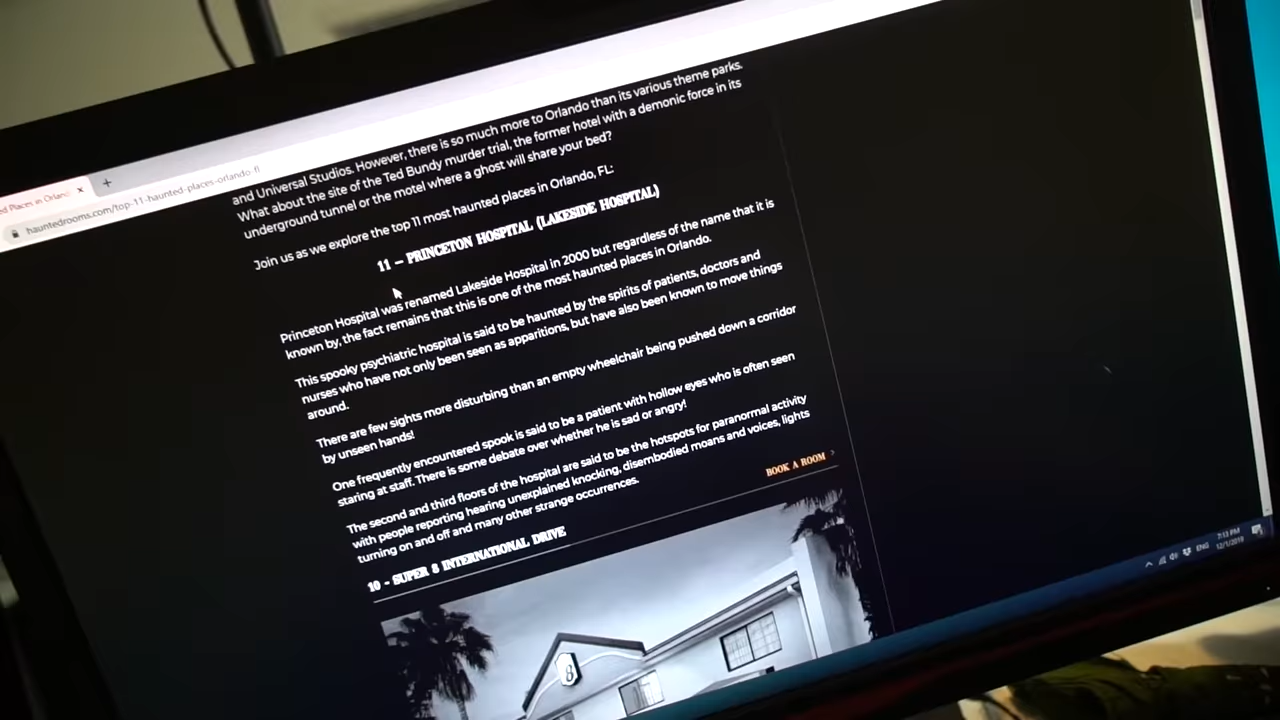 ed Places in Orland
hauntedrooms.com/top-11-haunted-places-orlando-fl
and Universal Studios. However, there is so much more to Orlando than its various theme parks.
What about the site of the Ted Bundy murder trial, the former hotel with a demonic force in its
underground tunnel or the motel where a ghost will share your bed?
Join us as we explore the top 11 most haunted places in Orlando, FL:
11 – PRINCETON HOSPITAL (LAKESIDE HOSPITAL)
Princeton Hospital was renamed Lakeside Hospital in 2000 but regardless of the name that it is
known by, the fact remains that this is one of the most haunted places in Orlando.
This spooky psychiatric hospital is said to be haunted by the spirits of patients, doctors and
nurses who have not only been seen as apparitions, but have also been known to move things
around.
There are few sights more disturbing than an empty wheelchair being pushed down a corridor
by unseen hands!
One frequently encountered spook is said to be a patient with hollow eyes who is often seen
staring at staff. There is some debate over whether he is sad or angry!
The second and third floors of the hospital are said to be the hotspots for paranormal activity
with people reporting hearing unexplained knocking, disembodied moans and voices, lights
turning on and off and many other strange occurrences.
BOOK A ROOM
10 - SUPER 8 INTERNATIONAL DRIVE
8
ENG
7:13 PM
12/1/2019